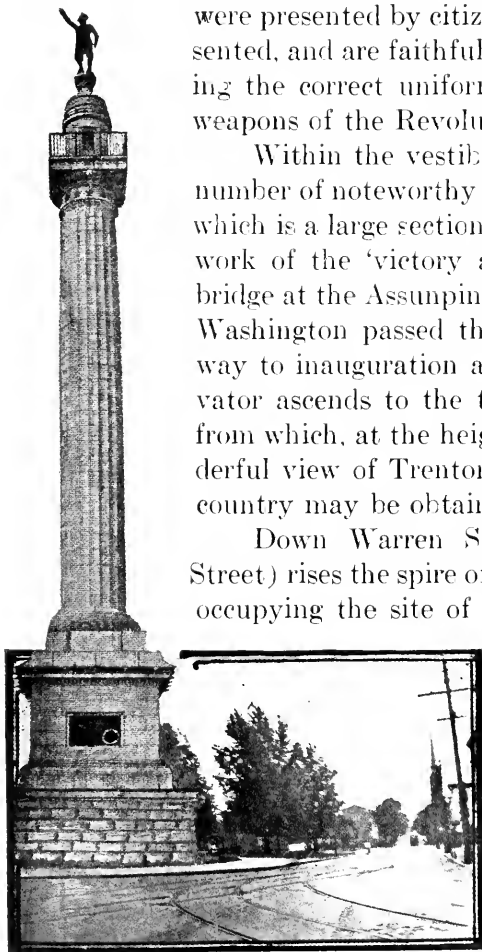 were presented by citiz
sented, and are faithful
ing the correct uniforr
weapons of the Revolu
Within the vestib
number of noteworthy
which is a large section
work of the ‘victory a
bridge at the Assunpin
Washington passed th
way to inauguration a
vator ascends to the t
from which, at the heig
derful view of Trentor
country may be obtain
Down Warren S
Street) rises the spire of
occupying the site of